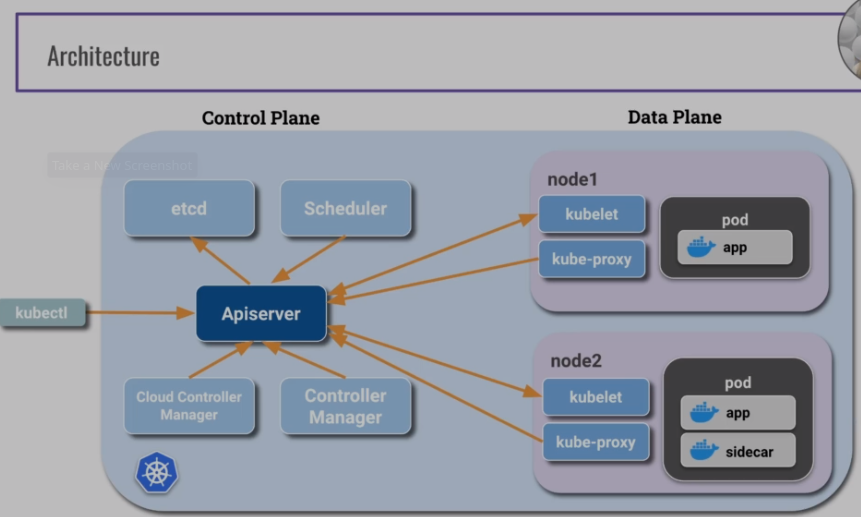 Architecture
Control Plane
Data Plane
Take a New Screenshot
etcd
Scheduler
kubectl
Apiserver
Cloud Controller
Manager
Controller
Manager
node1
kubelet
kube-proxy
pod
app
node2
kubelet
kube-proxy
pod
app
sidecar